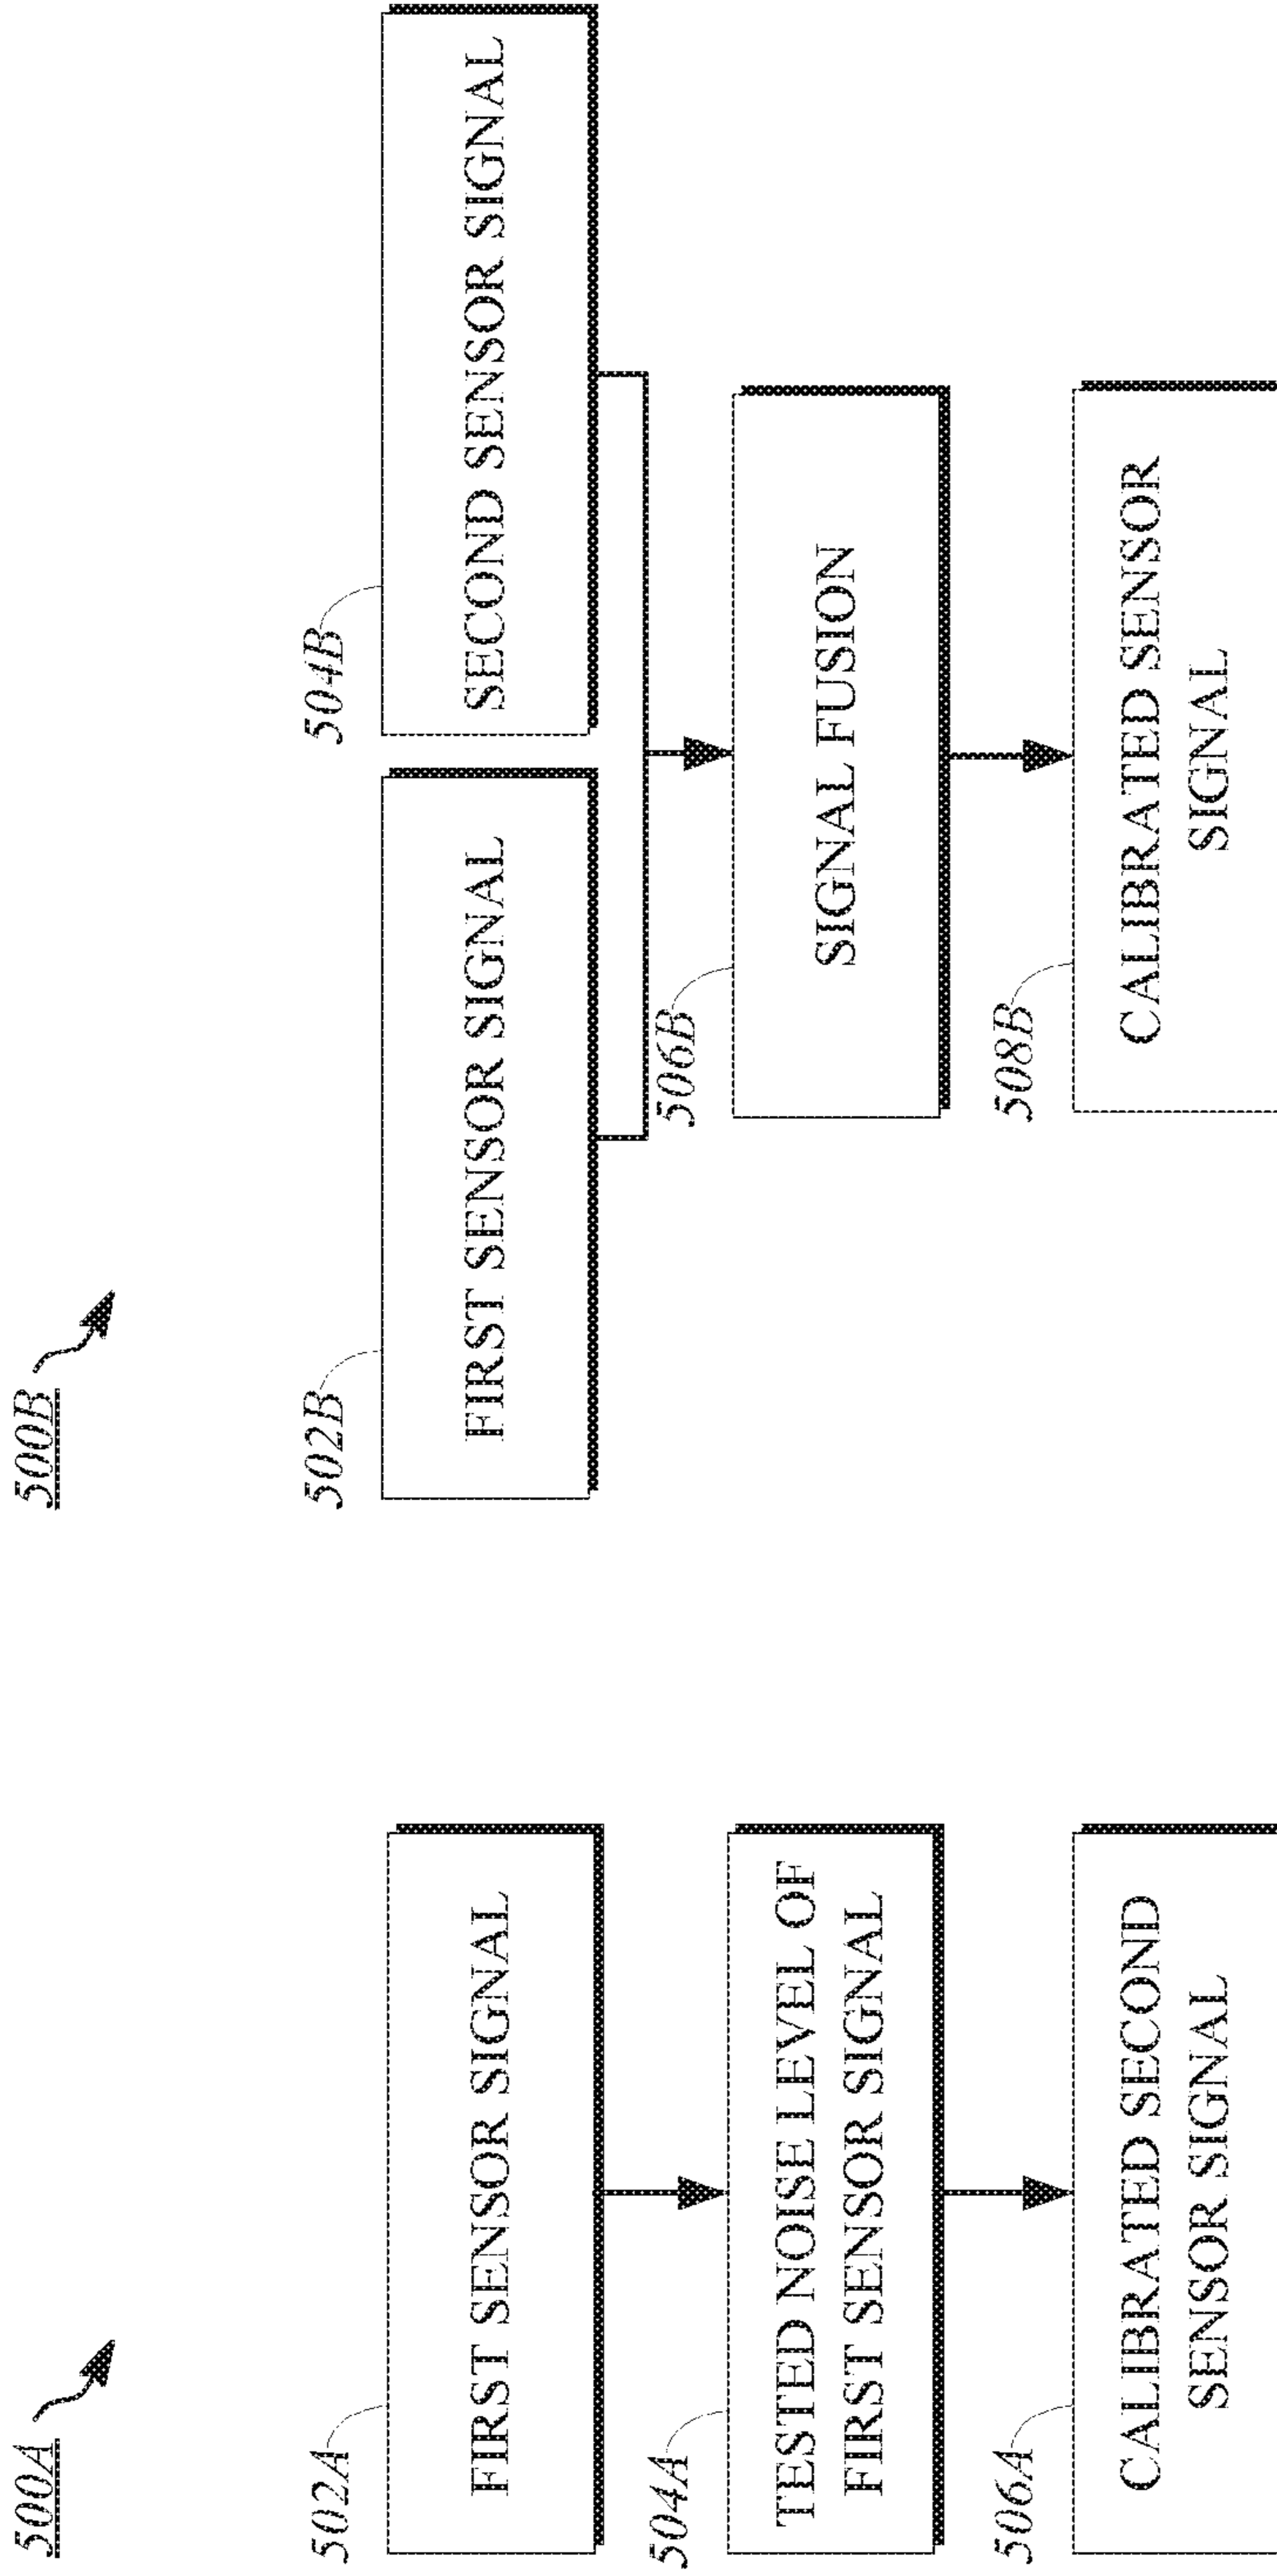 500A
502A
FIRST SENSOR SIGNAL
504A
TESTED NOISE LEVEL OF
FIRST SENSOR SIGNAL
506A
CALIBRATED SECOND
SENSOR SIGNAL
500B
502B
FIRST SENSOR SIGNAL
504B
SECOND SENSOR SIGNAL
506B
SIGNAL FUSION
508B
CALIBRATED SENSOR
SIGNAL